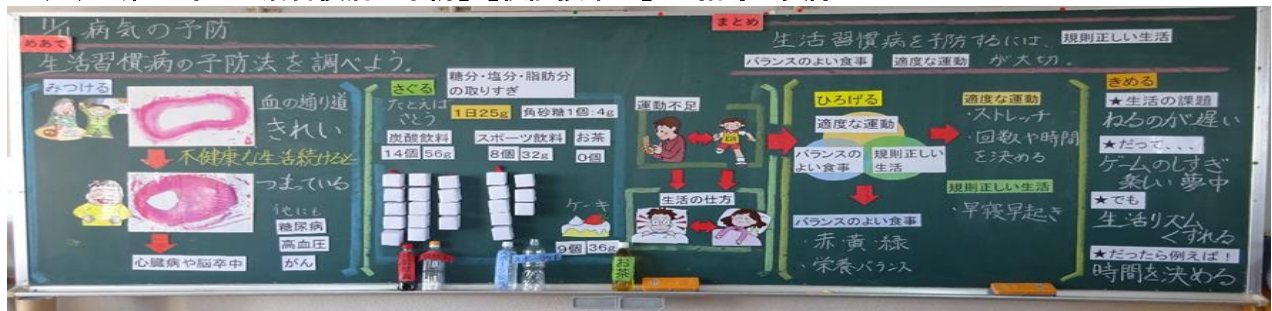 11/11 病気の予防
めあて
生活習慣病の予防法を調べよう。
みつける
血の通り道
きれい
不健康な生活続けると
つまっている
他にも
糖尿病
高血圧
がん
心臓病や脳卒中
さぐる
糖分・塩分・脂肪分
の取りすぎ
たとえば
さとう
1日25g
角砂糖1個:4g
炭酸飲料
14個 56g
スポーツ飲料
8個 32g
お茶
0個
ケーキ
9個 36g
お茶
運動不足
生活の仕方
まとめ
生活習慣病を予防するには、規則正しい生活
バランスのよい食事 適度な運動 が大切。
ひろげる
適度な運動
バランスの
よい食事
規則正しい
生活
バランスのよい食事
・赤・黄・緑
・栄養バランス
適度な運動
・ストレッチ
・回数や時間
を決める
規則正しい生活
・早寝早起き
きめる
★生活の課題
ねるのが遅い
★だって、、、
ゲームのしすぎ
楽しい 夢中
★でも
生活リズム
くずれる
★だったら例えば!
時間を決める